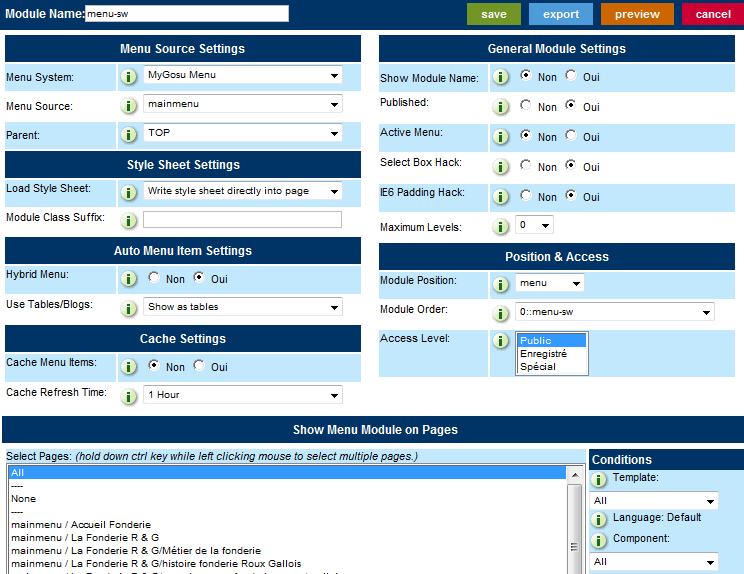 Module Name: menu-sw save export preview cancel
Menu Source Settings
Menu System: MyGosu Menu
Menu Source: mainmenu
Parent: TOP
Style Sheet Settings
Load Style Sheet: Write style sheet directly into page
Module Class Suffix:
Auto Menu Item Settings
Hybrid Menu: Non Oui
Use Tables/Blogs: Show as tables
Cache Settings
Cache Menu Items: Non Oui
Cache Refresh Time: 1 Hour
General Module Settings
Show Module Name: Non Oui
Published: Non Oui
Active Menu: Non Oui
Select Box Hack: Non Oui
IE6 Padding Hack: Non Oui
Maximum Levels: 0
Position & Access
Module Position: menu
Module Order: 0::menu-sw
Access Level: Public
Enregistré
Spécial
Show Menu Module on Pages
Select Pages: (hold down ctrl key while left clicking mouse to select multiple pages.)
All
----
None
----
mainmenu / Accueil Fonderie
mainmenu / La Fonderie R & G
mainmenu / La Fonderie R & G/Métier de la fonderie
mainmenu / La Fonderie R & G/histoire fonderie Roux Gallois
Conditions
Template:
All
Language: Default
Component:
All